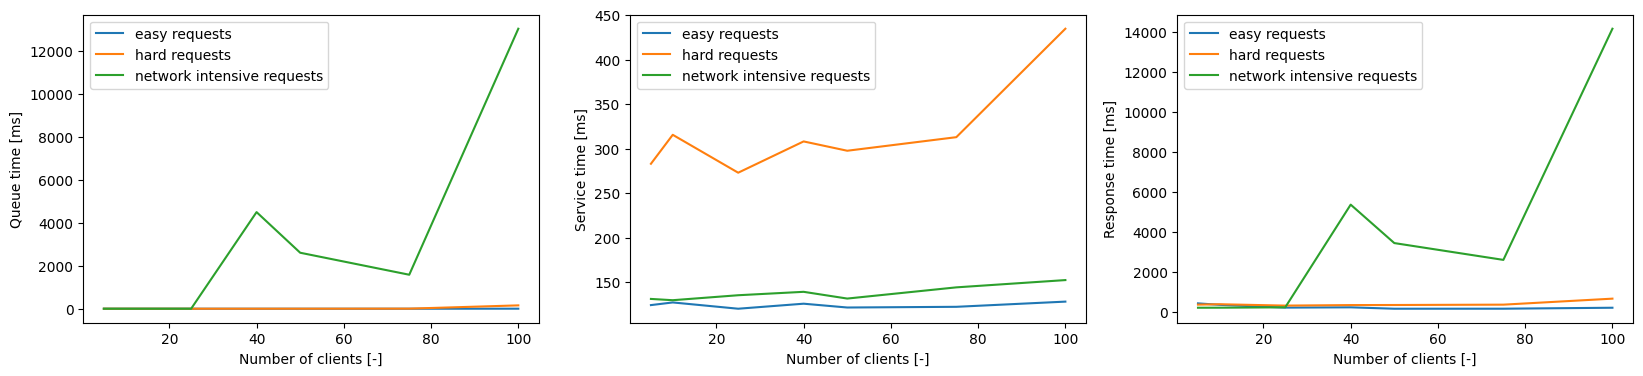 easy requests
hard requests
network intensive requests
12000
10000
8000
6000
4000
2000
0
Queue time [ms]
20
40
60
80
100
Number of clients [-]
easy requests
hard requests
network intensive requests
450
400
350
300
250
200
150
Service time [ms]
20
40
60
80
100
Number of clients [-]
easy requests
hard requests
network intensive requests
14000
12000
10000
8000
6000
4000
2000
0
Response time [ms]
20
40
60
80
100
Number of clients [-]